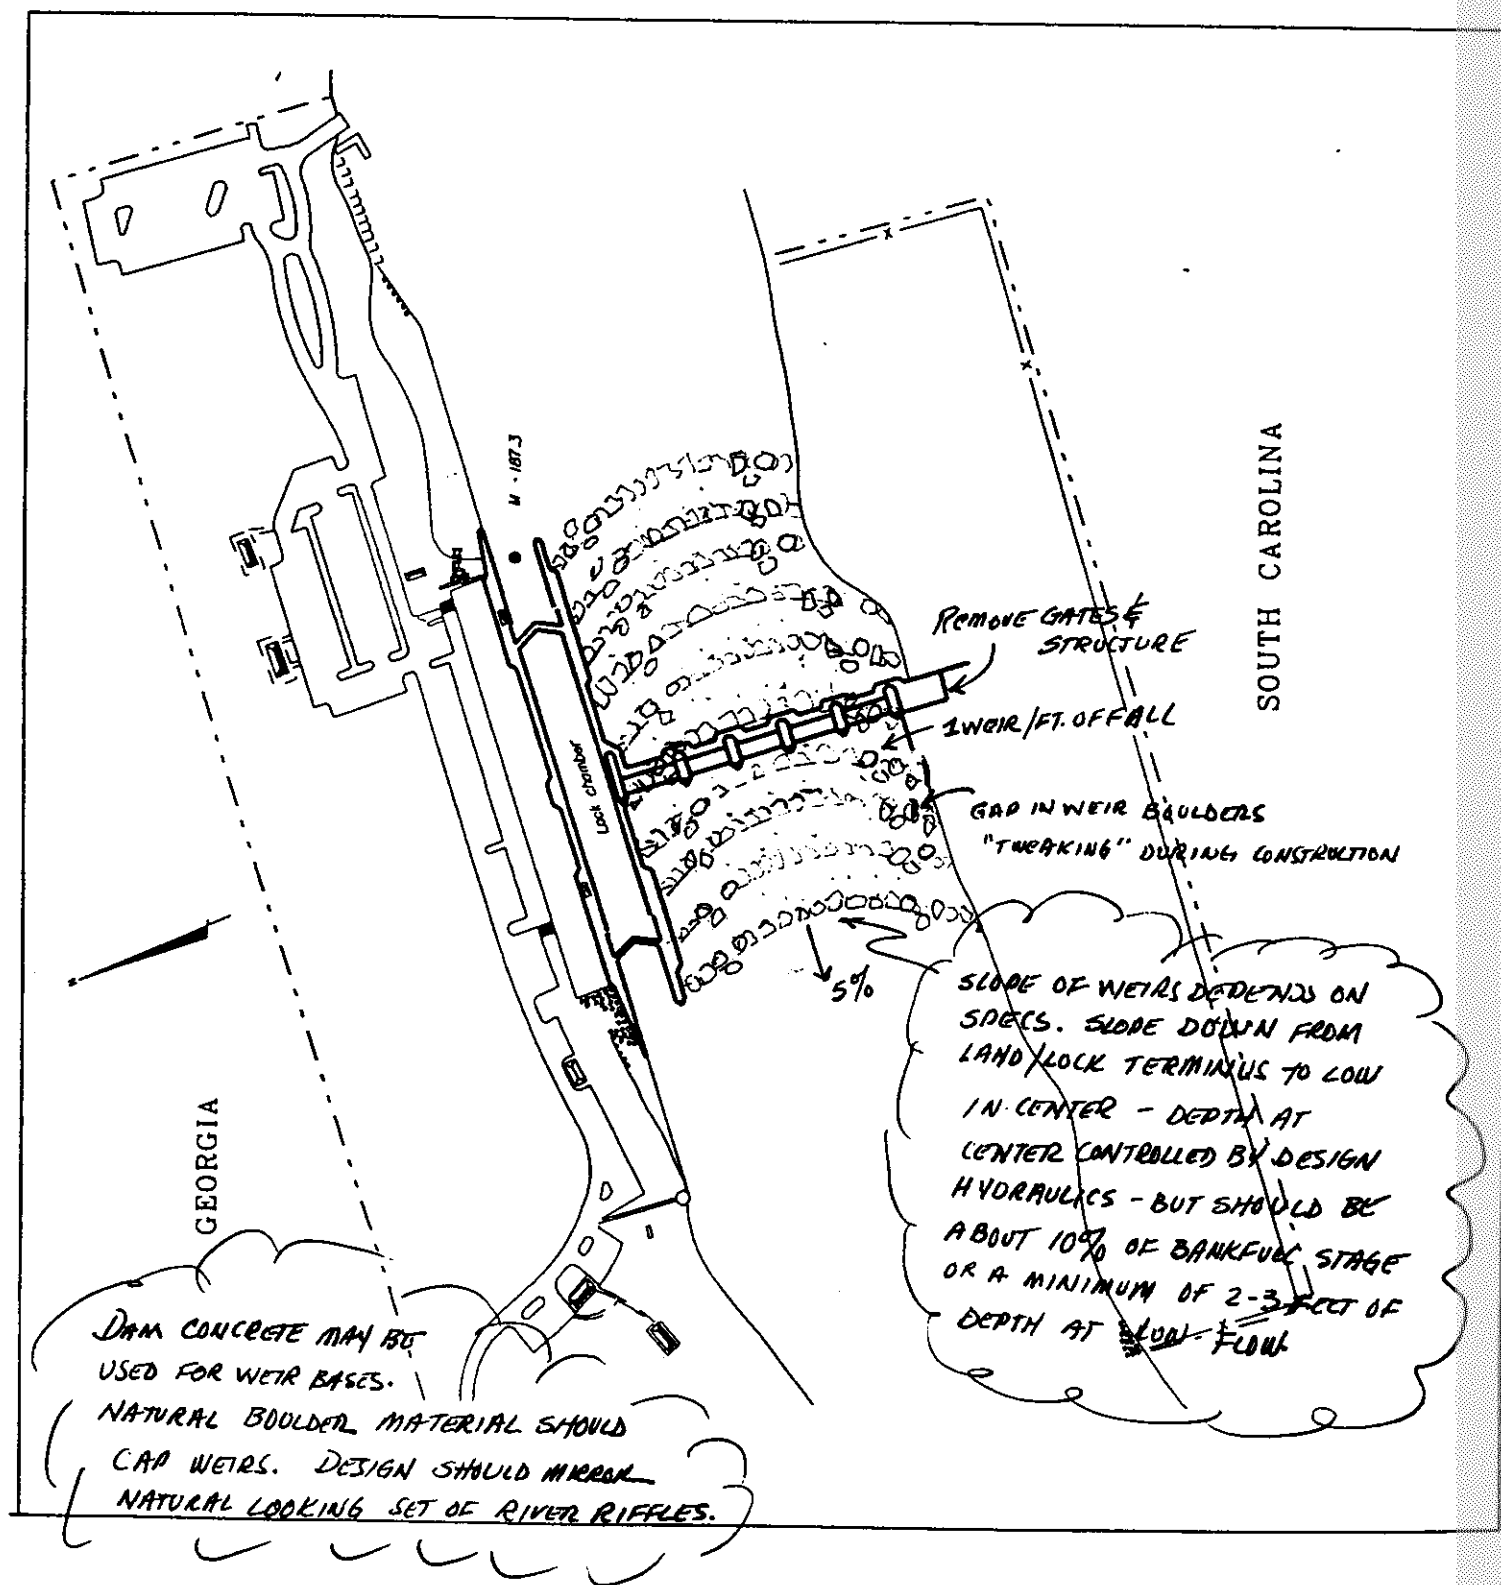 M - 187.3
SOUTH CAROLINA
REMOVE GATES &
STRUCTURE
1 WEIR/FT. OF FALL
Lock chamber
GAP IN WEIR BOULDERS
"TWEAKING" DURING CONSTRUCTION
5%
SLOPE OF WEIRS DEPENDS ON
SPECS. SLOPE DOWN FROM
LAND/LOCK TERMINUS TO LOW
IN CENTER - DEPTH AT
CENTER CONTROLLED BY DESIGN
HYDRAULICS - BUT SHOULD BE
ABOUT 10% OF BANKFULL STAGE
OR A MINIMUM OF 2-3 FEET OF
DEPTH AT LOW FLOW
GEORGIA
DAM CONCRETE MAY BE
USED FOR WEIR BASES.
NATURAL BOULDER MATERIAL SHOULD
CAP WEIRS. DESIGN SHOULD MIRROR
NATURAL LOOKING SET OF RIVER RIFFLES.